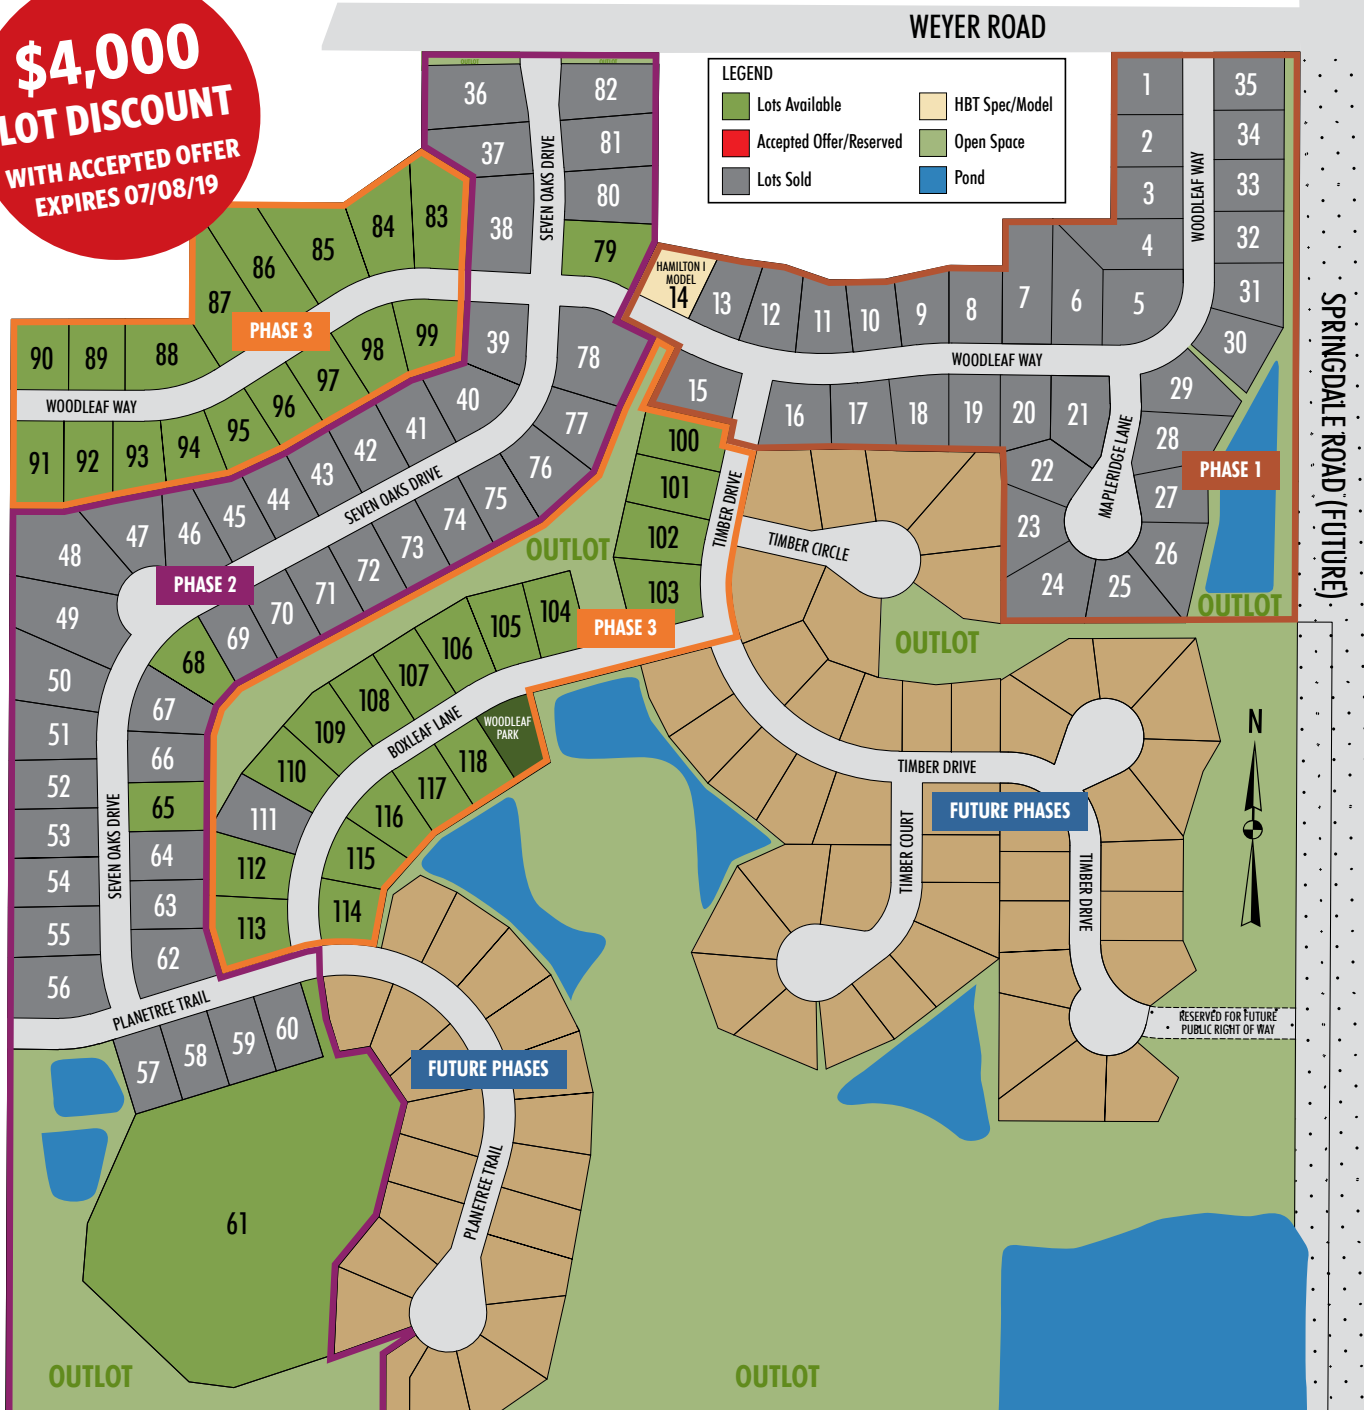 $4,000
LOT DISCOUNT
WITH ACCEPTED OFFER
EXPIRES 07/08/19
WEYER ROAD
LEGEND
Lots Available
Accepted Offer/Reserved
Lots Sold
HBT Spec/Model
Open Space
Pond
OUTLOT
OUTLOT
36
37
38
SEVEN OAKS DRIVE
82
81
80
79
1
2
3
4
5
6
7
8
9
10
11
12
13
HAMILTON I
MODEL
14
WOODLEAF WAY
35
34
33
32
31
30
29
28
27
26
25
24
23
22
21
20
19
18
17
16
15
WOODLEAF WAY
MAPLERIDGE LANE
PHASE 1
OUTLOT
SPRINGDALE ROAD (FUTURE)
83
84
85
86
87
88
89
90
PHASE 3
WOODLEAF WAY
91
92
93
94
95
96
97
98
99
39
40
41
42
43
44
45
46
47
48
49
50
51
52
53
54
55
56
SEVEN OAKS DRIVE
PHASE 2
78
77
76
75
74
73
72
71
70
69
68
67
66
65
64
63
62
SEVEN OAKS DRIVE
PLANETREE TRAIL
57
58
59
60
61
OUTLOT
100
101
102
103
TIMBER DRIVE
TIMBER CIRCLE
OUTLOT
OUTLOT
PHASE 3
104
105
106
107
108
109
110
111
112
113
114
115
116
117
118
BOXLEAF LANE
WOODLEAF
PARK
TIMBER DRIVE
FUTURE PHASES
TIMBER COURT
TIMBER DRIVE
N
RESERVED FOR FUTURE
PUBLIC RIGHT OF WAY
FUTURE PHASES
PLANETREE TRAIL
OUTLOT